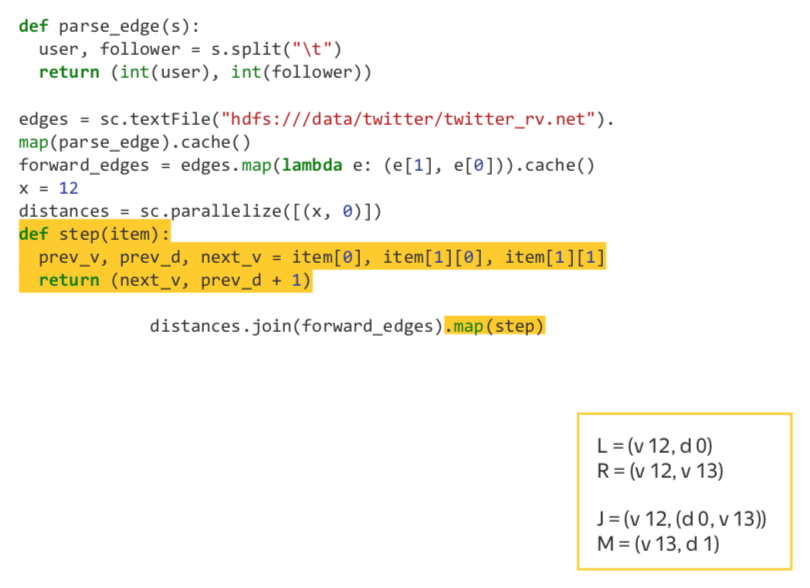 def parse_edge(s):
  user, follower = s.split("\t")
  return (int(user), int(follower))

edges = sc.textFile("hdfs:///data/twitter/twitter_rv.net").
map(parse_edge).cache()
forward_edges = edges.map(lambda e: (e[1], e[0])).cache()
x = 12
distances = sc.parallelize([(x, 0)])
def step(item):
  prev_v, prev_d, next_v = item[0], item[1][0], item[1][1]
  return (next_v, prev_d + 1)

distances.join(forward_edges).map(step)

L = (v 12, d 0)
R = (v 12, v 13)

J = (v 12, (d 0, v 13))
M = (v 13, d 1)